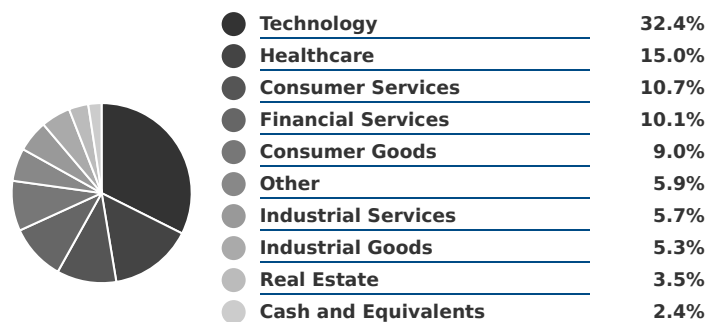 Technology 32.4%
Healthcare 15.0%
Consumer Services 10.7%
Financial Services 10.1%
Consumer Goods 9.0%
Other 5.9%
Industrial Services 5.7%
Industrial Goods 5.3%
Real Estate 3.5%
Cash and Equivalents 2.4%